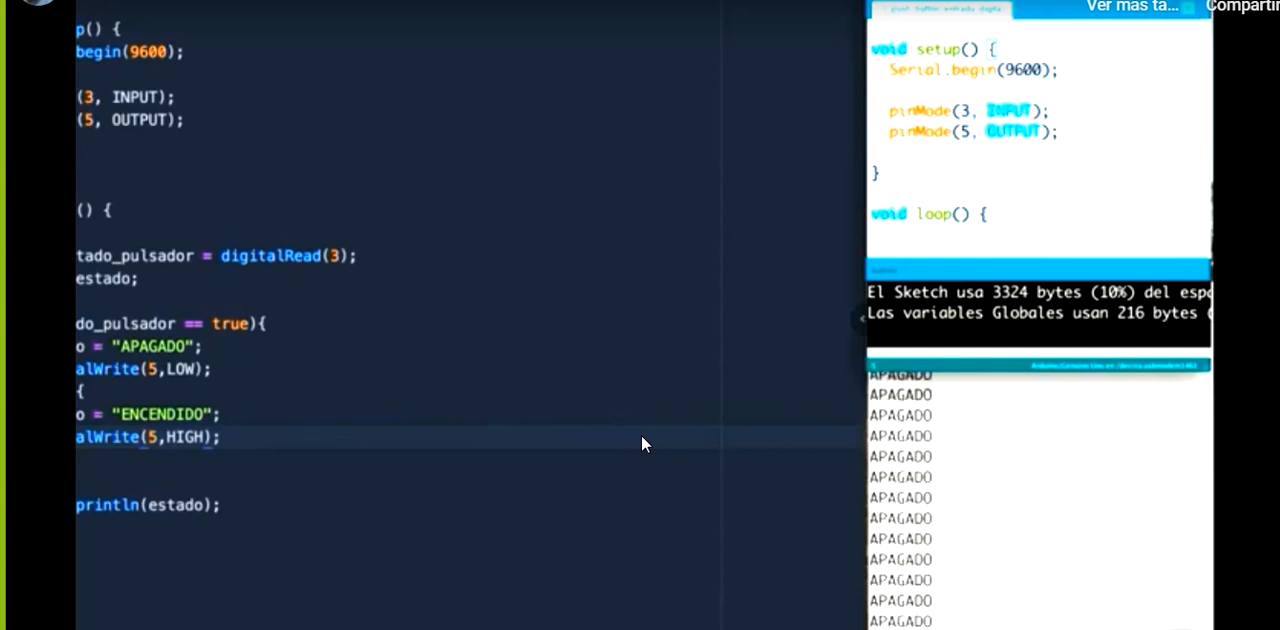 p() {
begin(9600);
(3, INPUT);
(5, OUTPUT);
() {
tado_pulsador = digitalRead(3);
estado;
do_pulsador == true){
o = "APAGADO";
alWrite(5,LOW);
{
o = "ENCENDIDO";
alWrite(5,HIGH);
println(estado);
Ver más ta...
Compartir
void setup() {
Serial.begin(9600);
pinMode(3, INPUT);
pinMode(5, OUTPUT);
}
void loop() {
El Sketch usa 3324 bytes (10%) del espa
Las variables Globales usan 216 bytes (
APAGADO
APAGADO
APAGADO
APAGADO
APAGADO
APAGADO
APAGADO
APAGADO
APAGADO
APAGADO
APAGADO
APAGADO
APAGADO